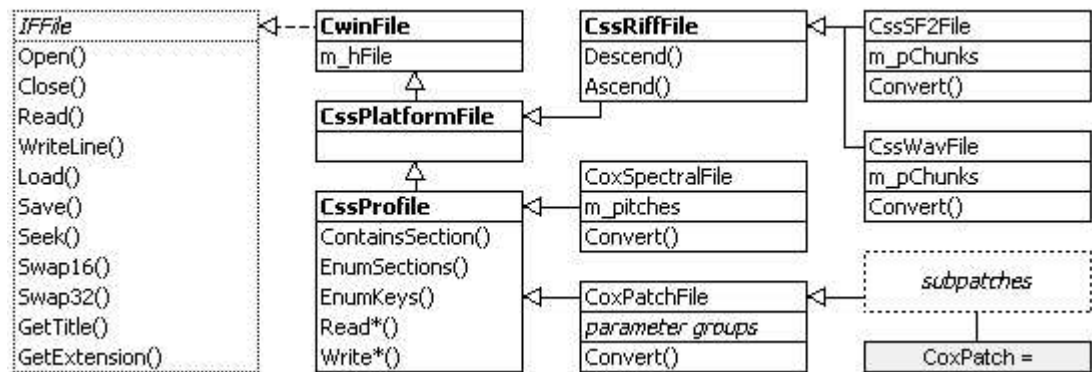 IFFile
Open()
Close()
Read()
WriteLine()
Load()
Save()
Seek()
Swap16()
Swap32()
GetTitle()
GetExtension()
CwinFile
m_hFile
CssPlatformFile
CssProfile
ContainsSection()
EnumSections()
EnumKeys()
Read*()
Write*()
CssRiffFile
Descend()
Ascend()
CoxSpectralFile
m_pitches
Convert()
CoxPatchFile
parameter groups
Convert()
CssSF2File
m_pChunks
Convert()
CssWavFile
m_pChunks
Convert()
subpatches
CoxPatch =